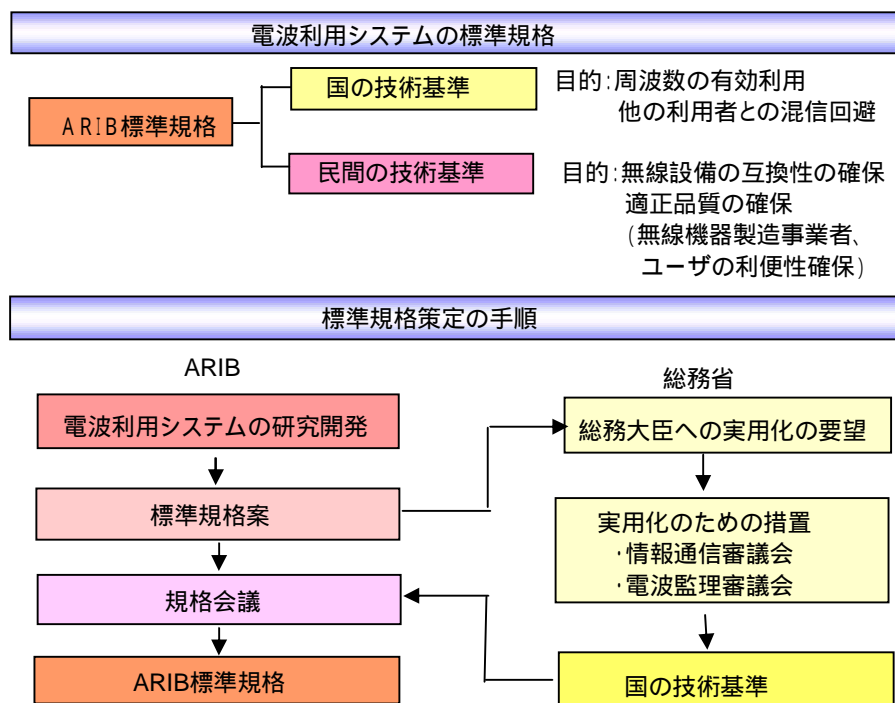 電波利用システムの標準規格
国の技術基準
目的:周波数の有効利用
他の利用者との混信回避
ARIB標準規格
民間の技術基準
目的:無線設備の互換性の確保
適正品質の確保
(無線機器製造事業者、
ユーザの利便性確保)
標準規格策定の手順
ARIB
電波利用システムの研究開発
標準規格案
規格会議
ARIB標準規格
総務省
総務大臣への実用化の要望
実用化のための措置
・情報通信審議会
・電波監理審議会
国の技術基準